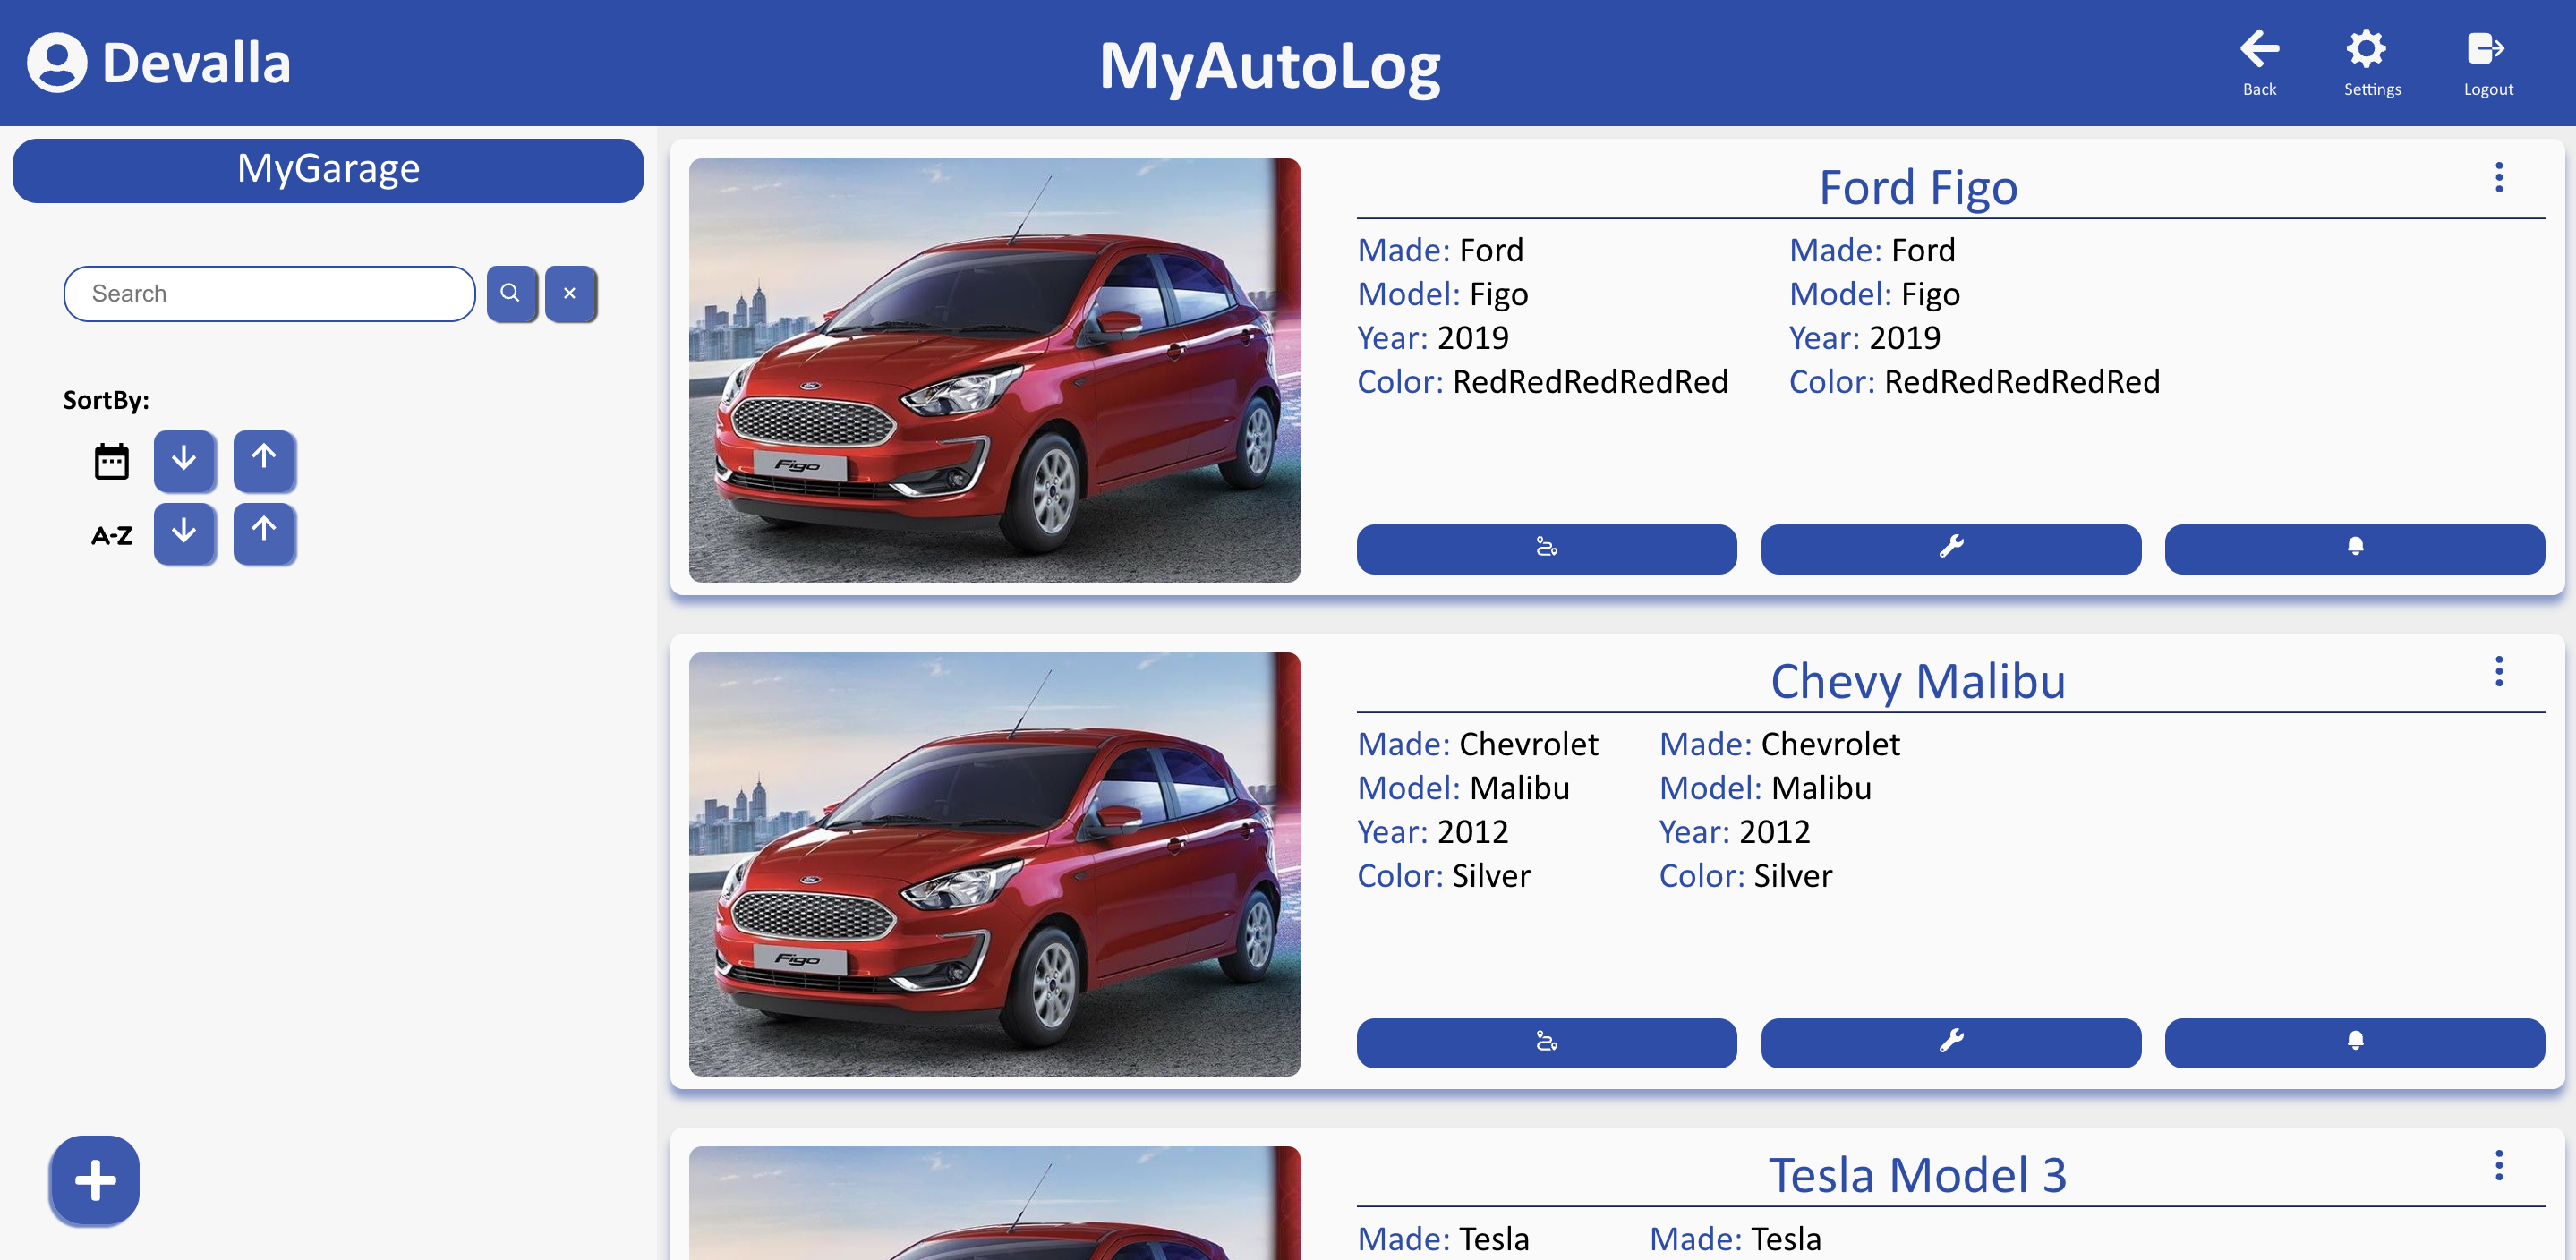 Devalla
MyAutoLog
Back
Settings
Logout
MyGarage
Search
SortBy:
A-Z
Ford Figo
Made: Ford
Model: Figo
Year: 2019
Color: RedRedRedRedRed
Made: Ford
Model: Figo
Year: 2019
Color: RedRedRedRedRed
Figo
Chevy Malibu
Made: Chevrolet
Model: Malibu
Year: 2012
Color: Silver
Made: Chevrolet
Model: Malibu
Year: 2012
Color: Silver
Figo
Tesla Model 3
Made: Tesla
Made: Tesla